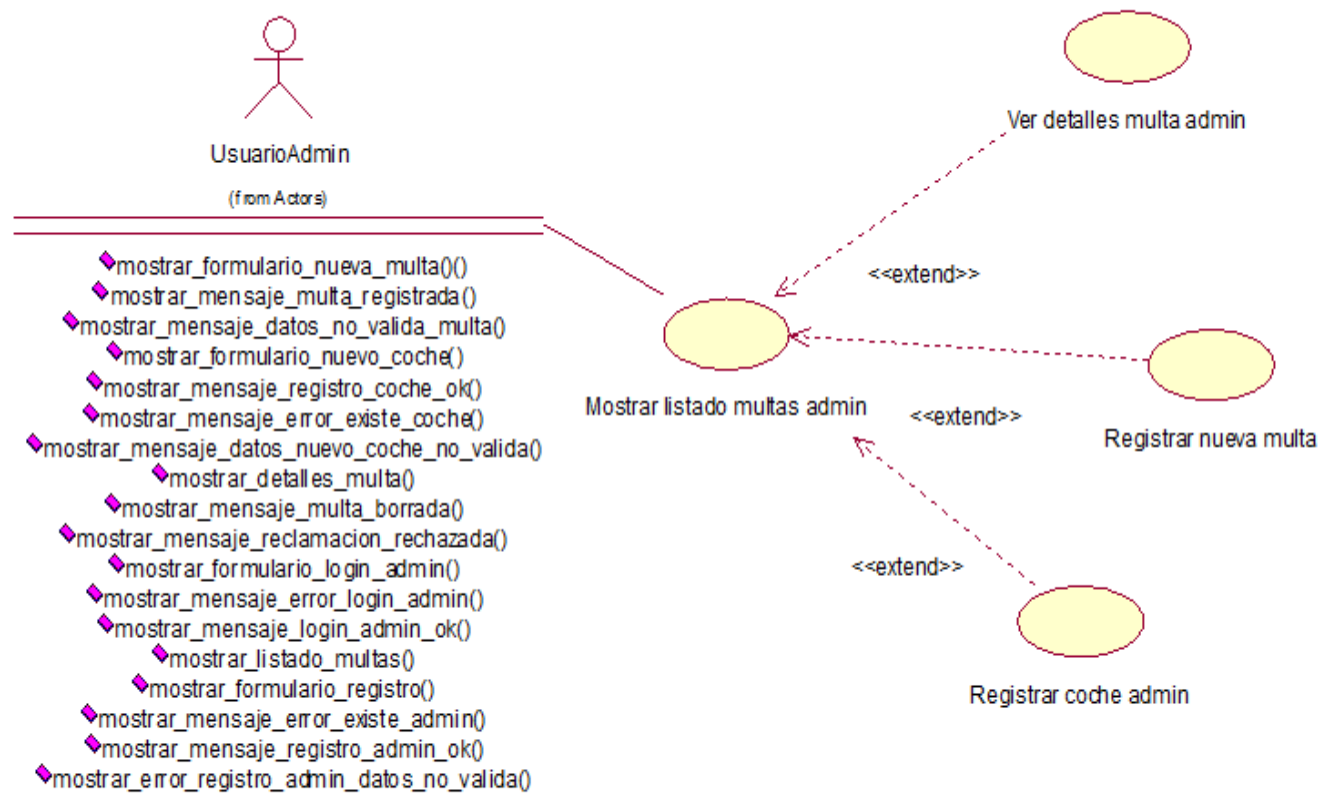 UsuarioAdmin
(from Actors)
mostrar_formulario_nueva_multa()()
mostrar_mensaje_multa_registrada()
mostrar_mensaje_datos_no_valida_multa()
mostrar_formulario_nuevo_coche()
mostrar_mensaje_registro_coche_ok()
mostrar_mensaje_error_existe_coche()
mostrar_mensaje_datos_nuevo_coche_no_valida()
mostrar_detalles_multa()
mostrar_mensaje_multa_borrada()
mostrar_mensaje_reclamacion_rechazada()
mostrar_formulario_login_admin()
mostrar_mensaje_error_login_admin()
mostrar_mensaje_login_admin_ok()
mostrar_listado_multas()
mostrar_formulario_registro()
mostrar_mensaje_error_existe_admin()
mostrar_mensaje_registro_admin_ok()
mostrar_error_registro_admin_datos_no_valida()
Ver detalles multa admin
<<extend>>
Mostrar listado multas admin
<<extend>>
Registrar nueva multa
<<extend>>
Registrar coche admin